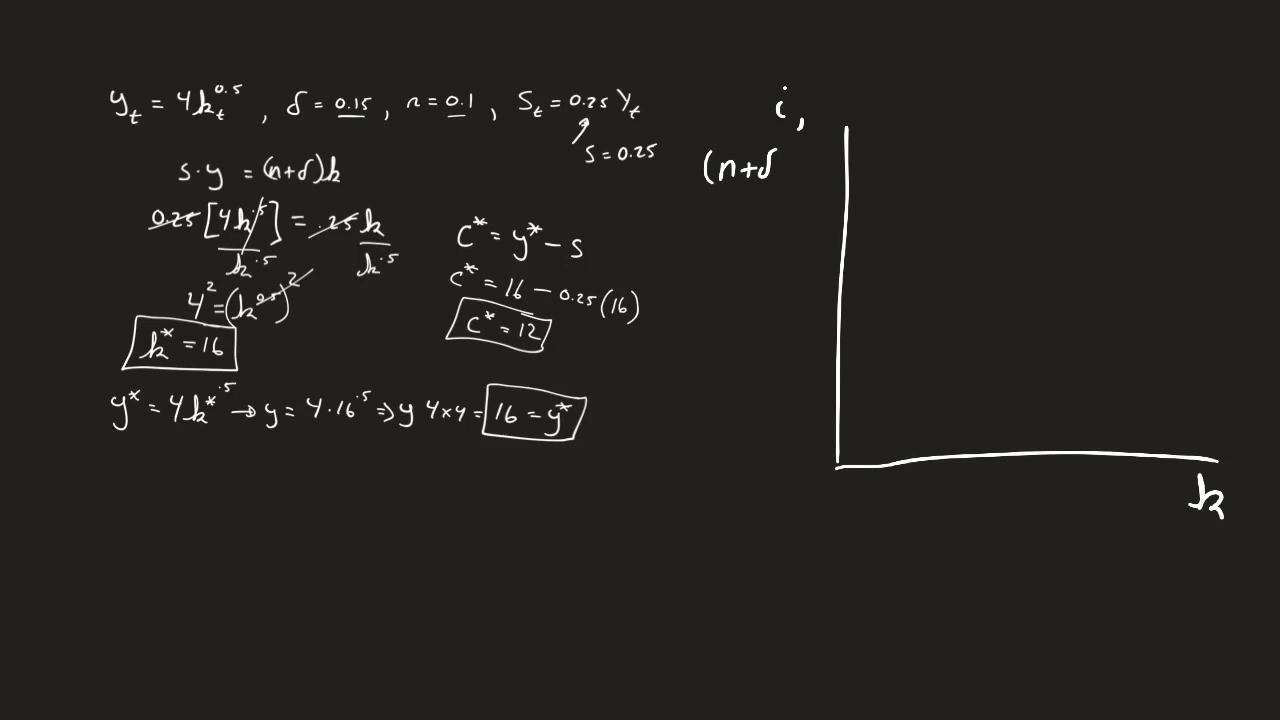 y_t = 4k_t^0.5 , δ = 0.15 , n = 0.1 , S_t = 0.25 Y_t
s = 0.25
s·y = (n+δ)k
0.25 [4k^.5] = .25 k
k^.5 k^.5
4^2 = (k^0.5)^2
k* = 16
y* = 4k*^.5 → y = 4·16^.5 ⇒ y 4×4 = 16 = y*
C* = y* − s
C* = 16 − 0.25(16)
C* = 12
i,
(n+δ
k